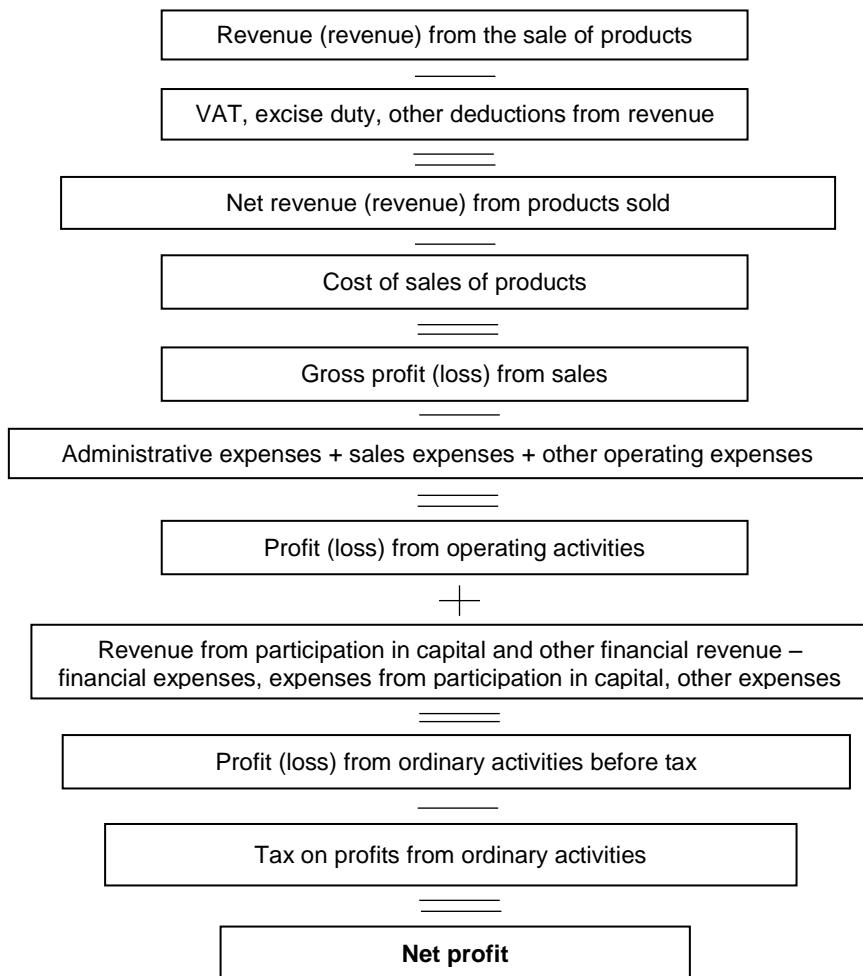 Revenue (revenue) from the sale of products
VAT, excise duty, other deductions from revenue
Net revenue (revenue) from products sold
Cost of sales of products
Gross profit (loss) from sales
Administrative expenses + sales expenses + other operating expenses
Profit (loss) from operating activities
Revenue from participation in capital and other financial revenue –
financial expenses, expenses from participation in capital, other expenses
Profit (loss) from ordinary activities before tax
Tax on profits from ordinary activities
Net profit